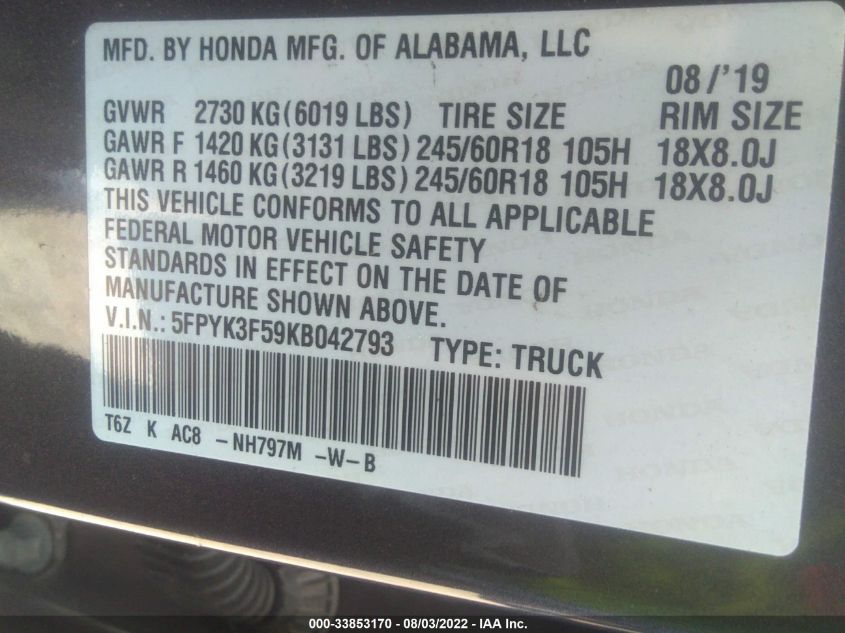 MFD. BY HONDA MFG. OF ALABAMA, LLC
08/'19
GVWR 2730 KG(6019 LBS) TIRE SIZE RIM SIZE
GAWR F 1420 KG(3131 LBS) 245/60R18 105H 18X8.0J
GAWR R 1460 KG(3219 LBS) 245/60R18 105H 18X8.0J
THIS VEHICLE CONFORMS TO ALL APPLICABLE
FEDERAL MOTOR VEHICLE SAFETY
STANDARDS IN EFFECT ON THE DATE OF
MANUFACTURE SHOWN ABOVE.
V.I.N.: 5FPYK3F59KB042793 TYPE: TRUCK
T6Z K AC8 -NH797M -W-B
000-33853170 - 08/03/2022 - IAA Inc.